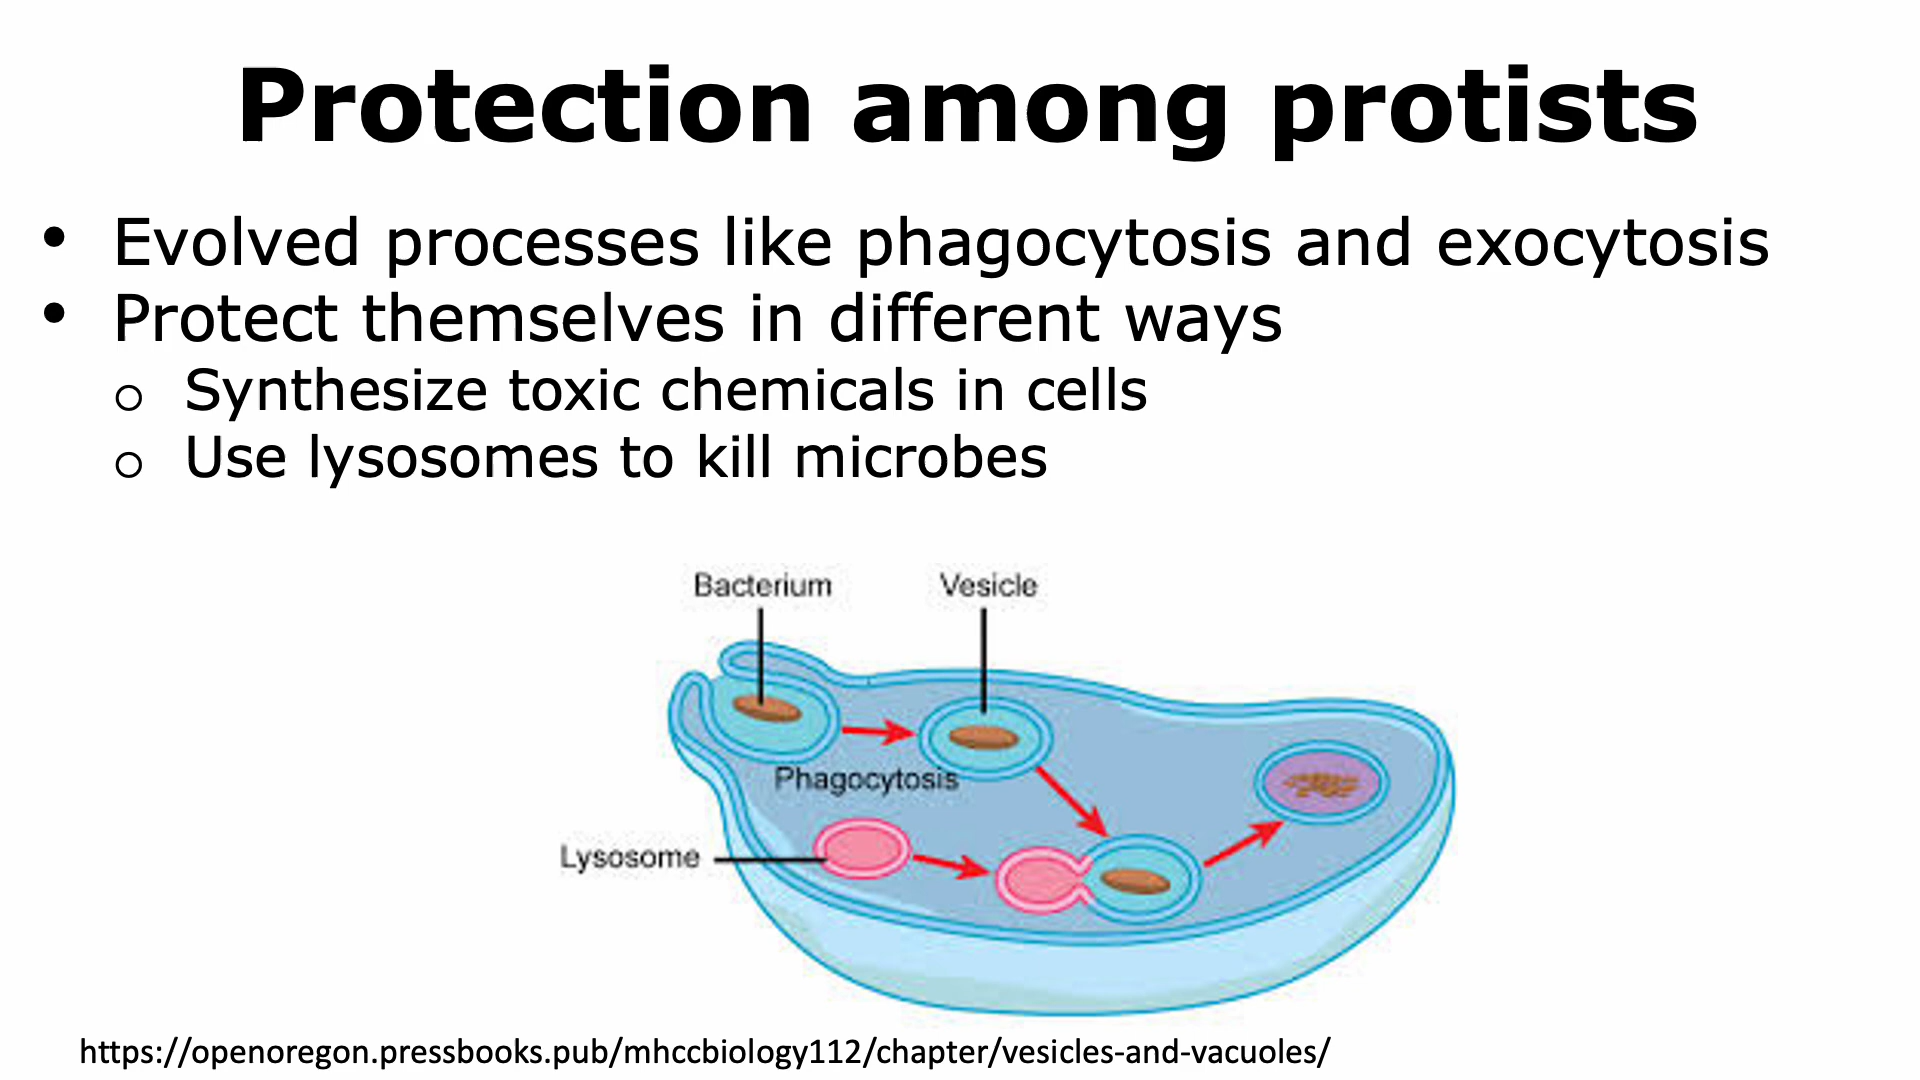 Protection among protists
• Evolved processes like phagocytosis and exocytosis
• Protect themselves in different ways
o Synthesize toxic chemicals in cells
o Use lysosomes to kill microbes
Bacterium
Vesicle
Phagocytosis
Lysosome
https://openoregon.pressbooks.pub/mhccbiology112/chapter/vesicles-and-vacuoles/